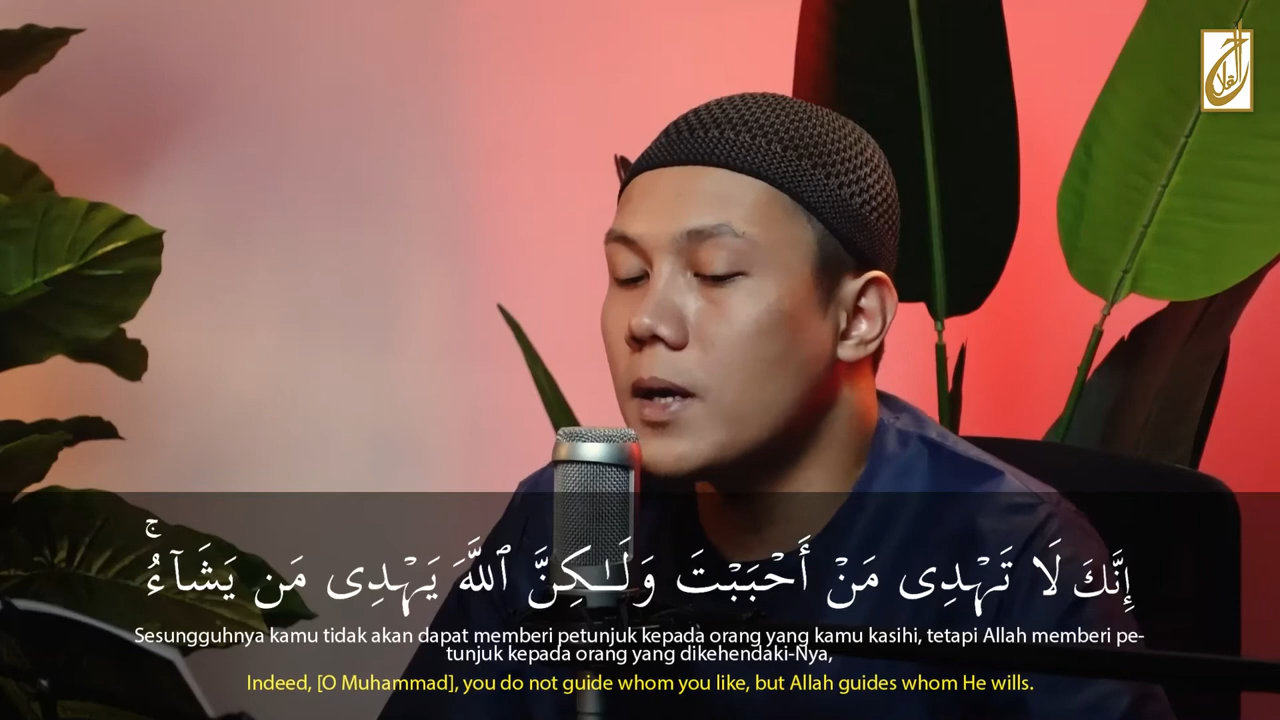 العلا
إِنَّكَ لَا تَهْدِى مَنْ أَحْبَبْتَ وَلَـٰكِنَّ ٱللَّهَ يَهْدِى مَن يَشَآءُ ۚ
Sesungguhnya kamu tidak akan dapat memberi petunjuk kepada orang yang kamu kasihi, tetapi Allah memberi pe-
tunjuk kepada orang yang dikehendaki-Nya,
Indeed, [O Muhammad], you do not guide whom you like, but Allah guides whom He wills.